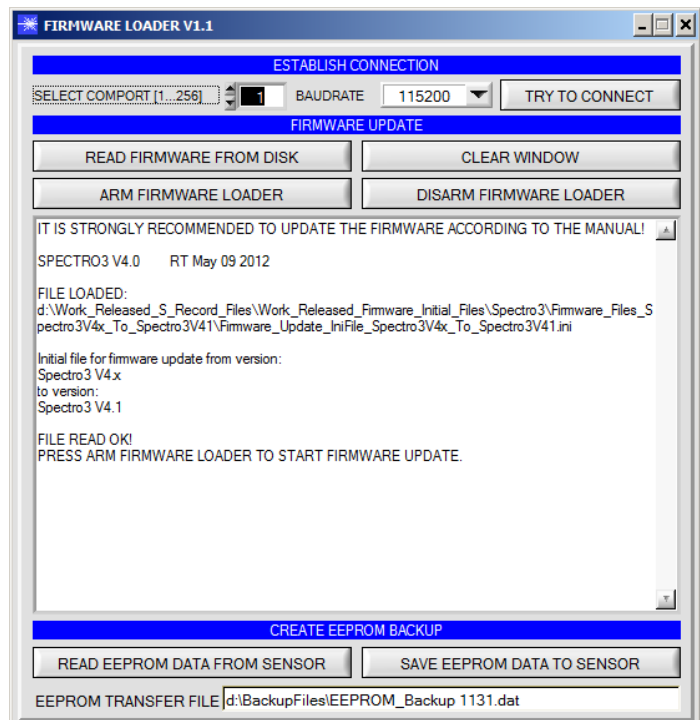 FIRMWARE LOADER V1.1
ESTABLISH CONNECTION
SELECT COMPORT [1...256] 1 BAUDRATE 115200 TRY TO CONNECT
FIRMWARE UPDATE
READ FIRMWARE FROM DISK CLEAR WINDOW
ARM FIRMWARE LOADER DISARM FIRMWARE LOADER
IT IS STRONGLY RECOMMENDED TO UPDATE THE FIRMWARE ACCORDING TO THE MANUAL!
SPECTRO3 V4.0 RT May 09 2012
FILE LOADED:
d:\Work_Released_S_Record_Files\Work_Released_Firmware_Initial_Files\Spectro3\Firmware_Files_S
pectro3V4x_To_Spectro3V41\Firmware_Update_IniFile_Spectro3V4x_To_Spectro3V41.ini
Initial file for firmware update from version:
Spectro3 V4.x
to version:
Spectro3 V4.1
FILE READ OK!
PRESS ARM FIRMWARE LOADER TO START FIRMWARE UPDATE.
CREATE EEPROM BACKUP
READ EEPROM DATA FROM SENSOR SAVE EEPROM DATA TO SENSOR
EEPROM TRANSFER FILE d:\BackupFiles\EEPROM_Backup 1131.dat